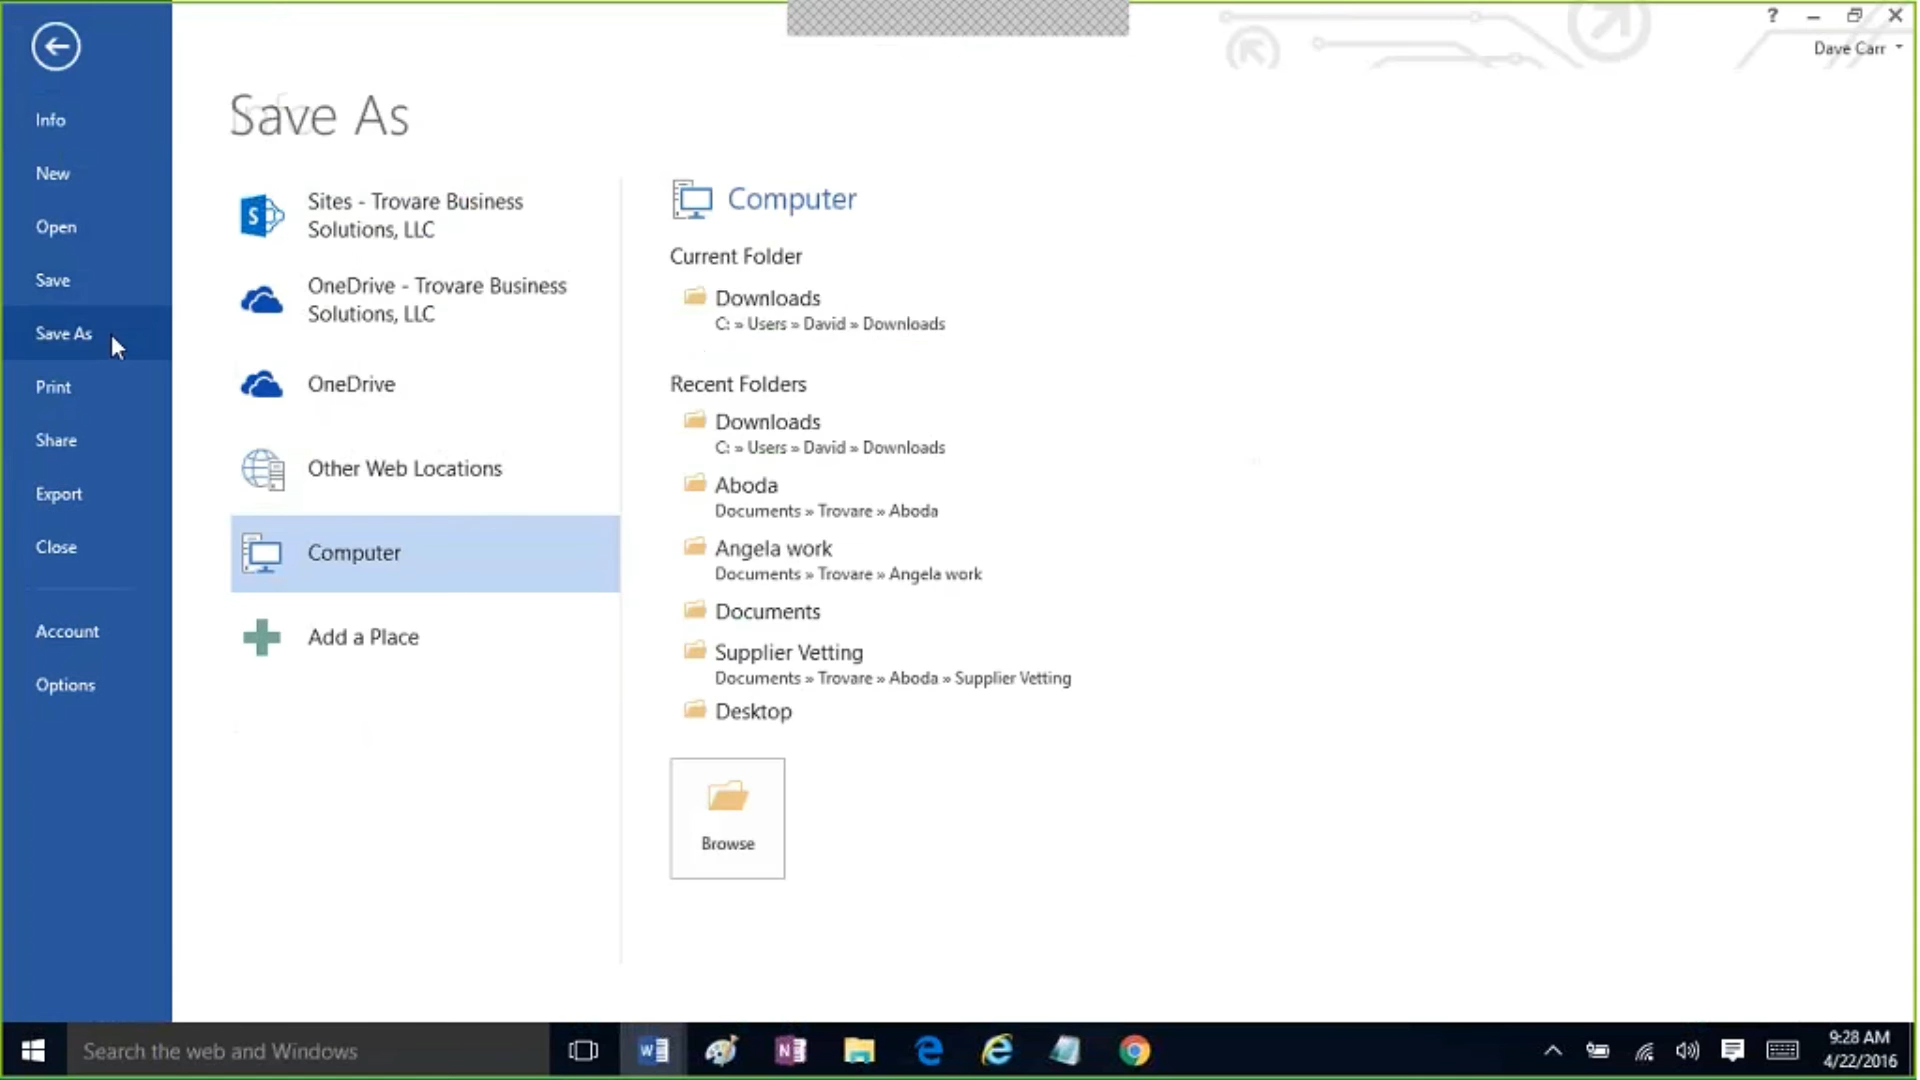 ?
Dave Carr
Info
New
Open
Save
Save As
Print
Share
Export
Close
Account
Options
Save As
Sites - Trovare Business
Solutions, LLC
OneDrive - Trovare Business
Solutions, LLC
OneDrive
Other Web Locations
Computer
Add a Place
Computer
Current Folder
Downloads
C: » Users » David » Downloads
Recent Folders
Downloads
C: » Users » David » Downloads
Aboda
Documents » Trovare » Aboda
Angela work
Documents » Trovare » Angela work
Documents
Supplier Vetting
Documents » Trovare » Aboda » Supplier Vetting
Desktop
Browse
Search the web and Windows
9:28 AM
4/22/2016